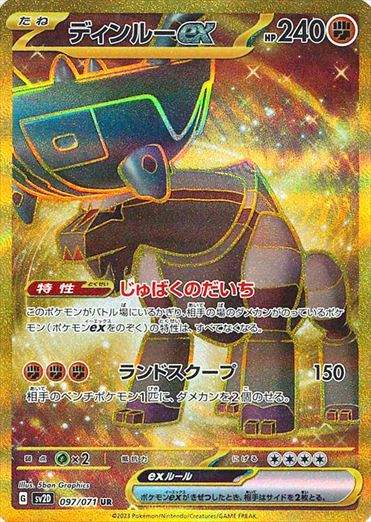 たね
ディンルーex
HP 240
特性
とくせい
じゅばくのだいち
このポケモンがバトル場にいるかぎり、相手の場のダメカンがのっているポケ
モン(ポケモンexをのぞく)の特性は、すべてなくなる。
ランドスクープ 150
相手のベンチポケモン1匹に、ダメカンを2個のせる。
弱点 ×2 抵抗力 にげる
exルール
ポケモンexがきぜつしたとき、相手はサイドを2枚とる。
Illus. 5ban Graphics
G sv2D 097/071 UR
©2023 Pokémon/Nintendo/Creatures/GAME FREAK.